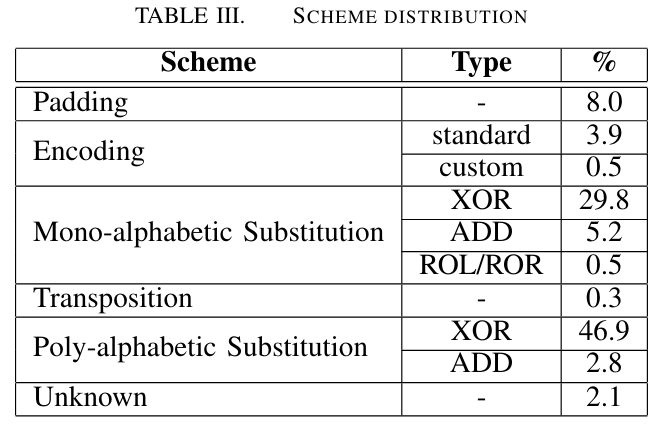 TABLE III. SCHEME DISTRIBUTION
Scheme Type %
Padding - 8.0
Encoding standard 3.9
custom 0.5
Mono-alphabetic Substitution XOR 29.8
ADD 5.2
ROL/ROR 0.5
Transposition - 0.3
Poly-alphabetic Substitution XOR 46.9
ADD 2.8
Unknown - 2.1